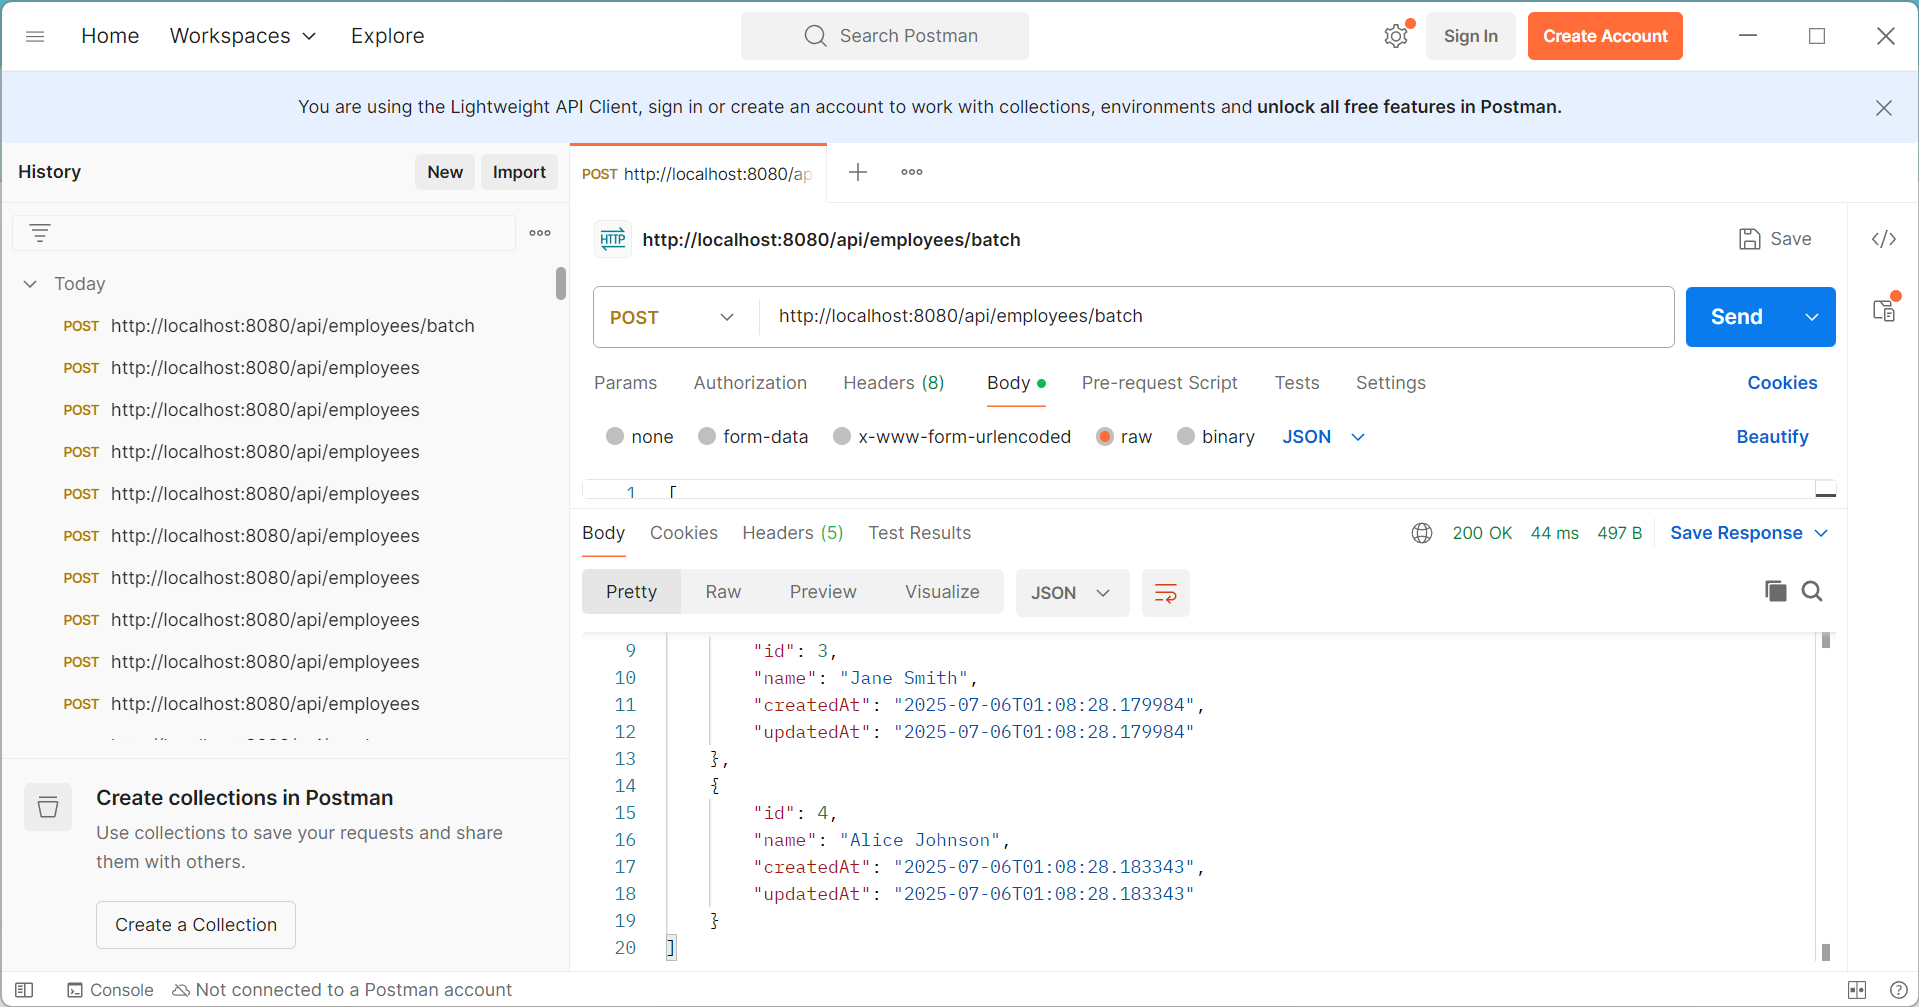 Home
Workspaces
Explore
Search Postman
Sign In
Create Account
You are using the Lightweight API Client, sign in or create an account to work with collections, environments and unlock all free features in Postman.
History
New
Import
POST http://localhost:8080/ap
http://localhost:8080/api/employees/batch
HTTP
Save
Today
POST http://localhost:8080/api/employees/batch
POST http://localhost:8080/api/employees
POST http://localhost:8080/api/employees
POST http://localhost:8080/api/employees
POST http://localhost:8080/api/employees
POST http://localhost:8080/api/employees
POST http://localhost:8080/api/employees
POST http://localhost:8080/api/employees
POST http://localhost:8080/api/employees
POST http://localhost:8080/api/employees
Create collections in Postman
Use collections to save your requests and share
them with others.
Create a Collection
POST
http://localhost:8080/api/employees/batch
Send
Params
Authorization
Headers (8)
Body
Pre-request Script
Tests
Settings
Cookies
none
form-data
x-www-form-urlencoded
raw
binary
JSON
Beautify
1 [
Body
Cookies
Headers (5)
Test Results
200 OK
44 ms
497 B
Save Response
Pretty
Raw
Preview
Visualize
JSON
9 "id": 3,
10 "name": "Jane Smith",
11 "createdAt": "2025-07-06T01:08:28.179984",
12 "updatedAt": "2025-07-06T01:08:28.179984"
13 },
14 {
15 "id": 4,
16 "name": "Alice Johnson",
17 "createdAt": "2025-07-06T01:08:28.183343",
18 "updatedAt": "2025-07-06T01:08:28.183343"
19 }
20 ]
Console
Not connected to a Postman account